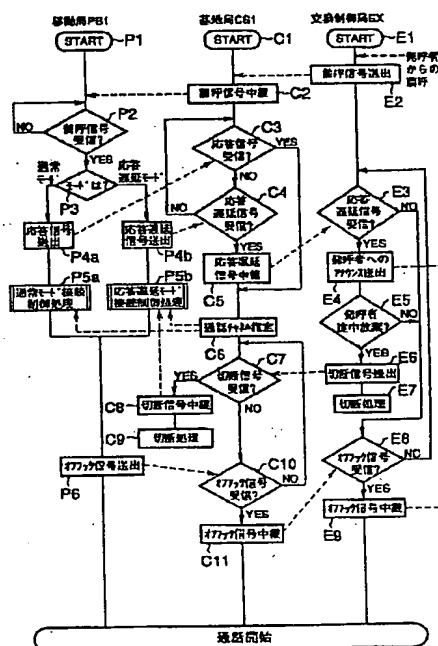 移動局PB1
基地局CS1
交換制御局EX
START
P1
START
C1
START
E1
発呼者
からの
着呼
着呼信号送出
E2
着呼信号中継
C2
P2
着呼信号
受信?
NO
YES
通常
モード
モードは?
応答
遅延モード
P3
C3
応答信号
受信?
YES
NO
C4
応答
遅延信号
受信?
NO
YES
応答信号
送出
P4a
応答遅延
信号送出
P4b
応答遅延
信号中継
C5
E3
応答
遅延信号
受信?
NO
YES
発呼者への
アナウンス送出
E4
E5
発呼者
途中放棄?
NO
YES
P5a
通常モード接続
制御処理
P5b
応答遅延モード
接続制御処理
通話チャネル指定
C6
C7
切断信号
受信?
YES
NO
切断信号送出
E6
切断処理
E7
切断信号中継
C8
切断処理
C9
オフフック信号送出
P6
C10
オフフック信号
受信?
NO
YES
オフフック信号中継
C11
E8
オフフック信号
受信?
NO
YES
オフフック信号中継
E9
通話開始